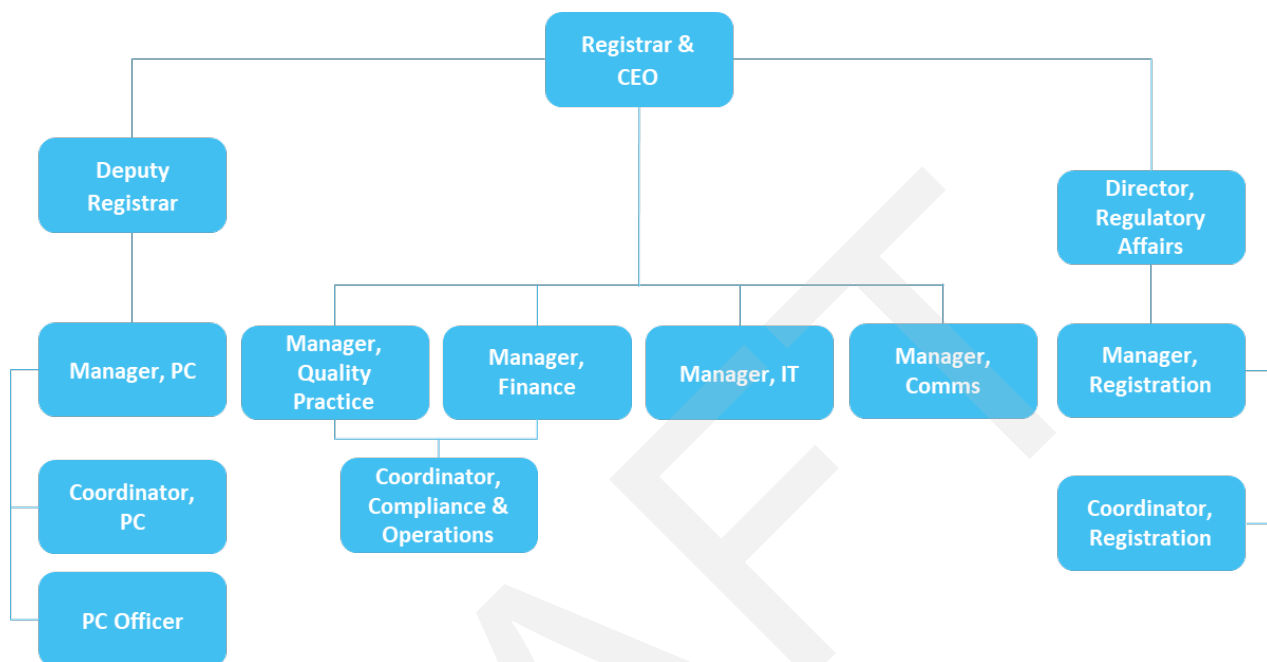 Registrar &
CEO
Deputy
Registrar
Director,
Regulatory
Affairs
Manager, PC
Manager,
Quality
Practice
Manager,
Finance
Manager, IT
Manager,
Comms
Manager,
Registration
Coordinator,
PC
Coordinator,
Compliance &
Operations
Coordinator,
Registration
PC Officer
AFT